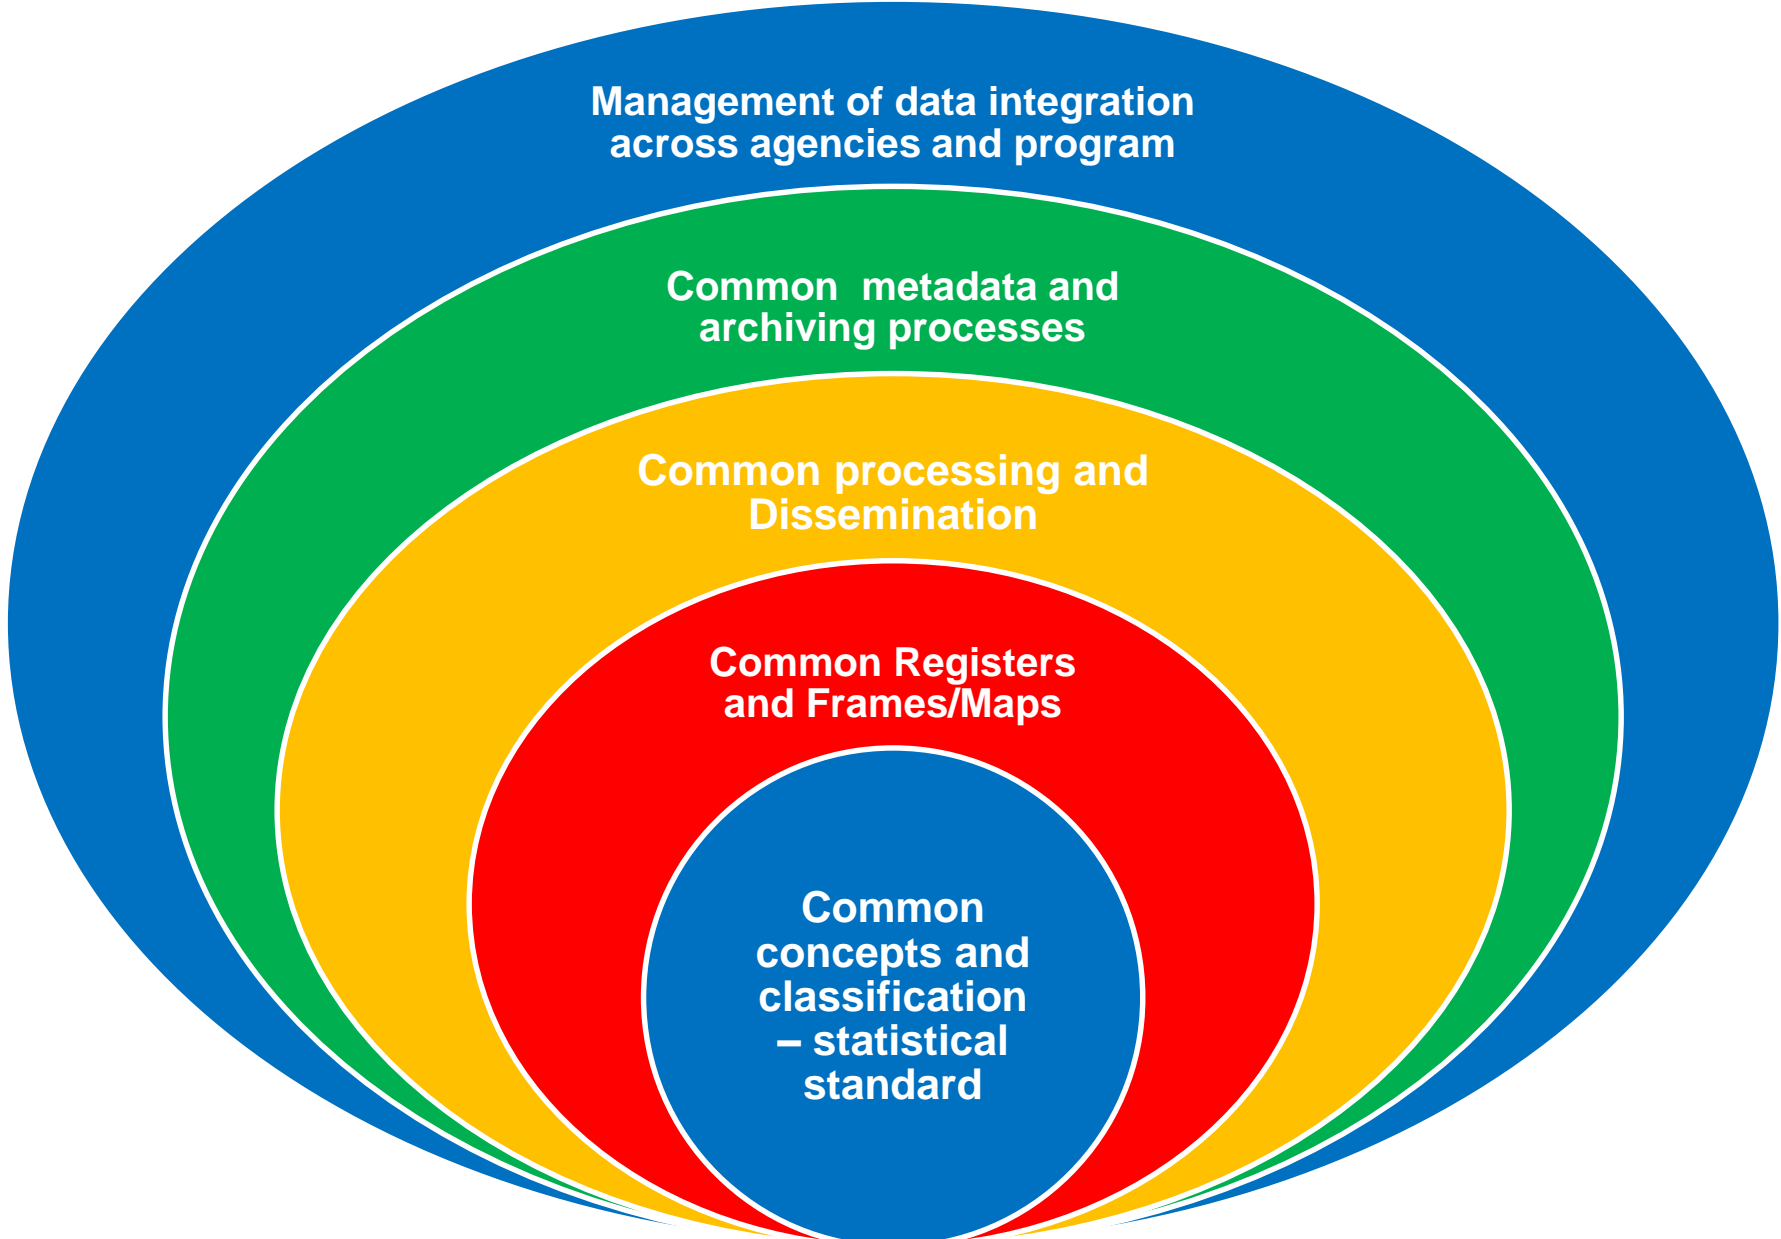 Management of data integration
across agencies and program
Common  metadata and
archiving processes
Common processing and
Dissemination
Common Registers
and Frames/Maps
Common
concepts and
classification
– statistical
standard